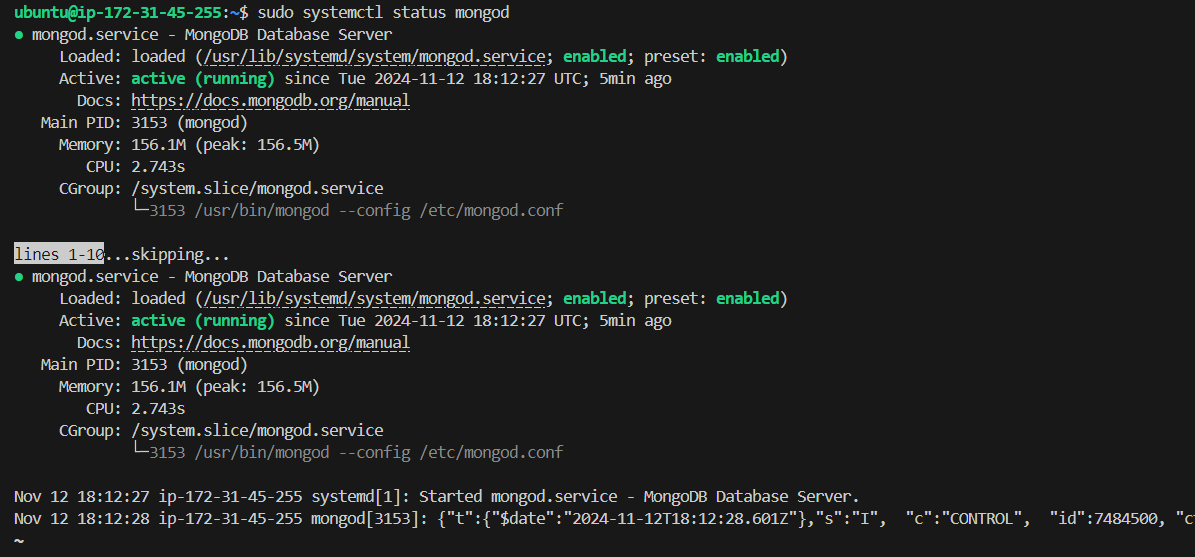 ubuntu@ip-172-31-45-255:~$ sudo systemctl status mongod
● mongod.service - MongoDB Database Server
Loaded: loaded (/usr/lib/systemd/system/mongod.service; enabled; preset: enabled)
Active: active (running) since Tue 2024-11-12 18:12:27 UTC; 5min ago
Docs: https://docs.mongodb.org/manual
Main PID: 3153 (mongod)
Memory: 156.1M (peak: 156.5M)
CPU: 2.743s
CGroup: /system.slice/mongod.service
└─3153 /usr/bin/mongod --config /etc/mongod.conf
lines 1-10...skipping...
● mongod.service - MongoDB Database Server
Loaded: loaded (/usr/lib/systemd/system/mongod.service; enabled; preset: enabled)
Active: active (running) since Tue 2024-11-12 18:12:27 UTC; 5min ago
Docs: https://docs.mongodb.org/manual
Main PID: 3153 (mongod)
Memory: 156.1M (peak: 156.5M)
CPU: 2.743s
CGroup: /system.slice/mongod.service
└─3153 /usr/bin/mongod --config /etc/mongod.conf
Nov 12 18:12:27 ip-172-31-45-255 systemd[1]: Started mongod.service - MongoDB Database Server.
Nov 12 18:12:28 ip-172-31-45-255 mongod[3153]: {"t":{"$date":"2024-11-12T18:12:28.601Z"},"s":"I", "c":"CONTROL", "id":7484500, "c
~